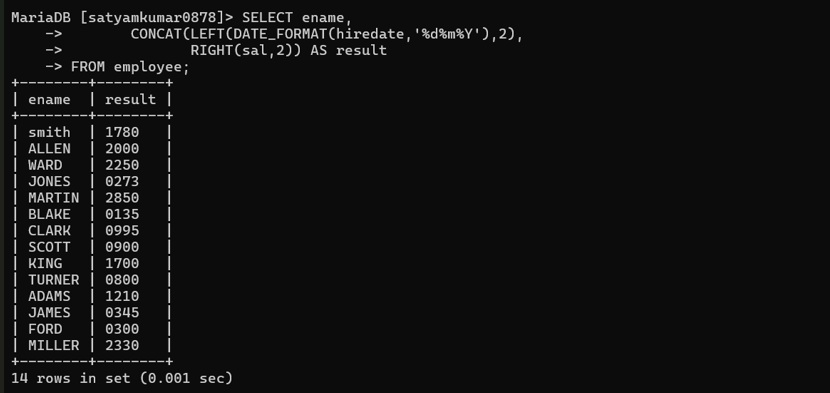 MariaDB [satyamkumar0878]> SELECT ename,
    ->        CONCAT(LEFT(DATE_FORMAT(hiredate,'%d%m%Y'),2),
    ->               RIGHT(sal,2)) AS result
    -> FROM employee;
+--------+--------+
| ename  | result |
+--------+--------+
| smith  | 1780   |
| ALLEN  | 2000   |
| WARD   | 2250   |
| JONES  | 0273   |
| MARTIN | 2850   |
| BLAKE  | 0135   |
| CLARK  | 0995   |
| SCOTT  | 0900   |
| KING   | 1700   |
| TURNER | 0800   |
| ADAMS  | 1210   |
| JAMES  | 0345   |
| FORD   | 0300   |
| MILLER | 2330   |
+--------+--------+
14 rows in set (0.001 sec)